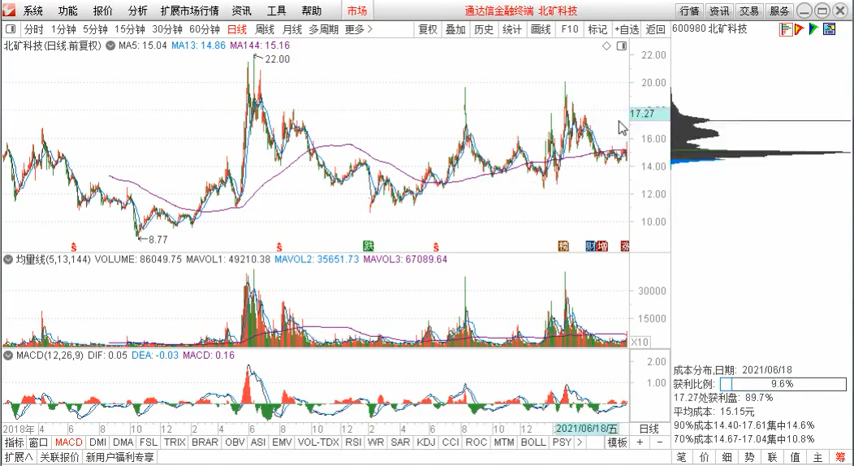 系统 功能 报价 分析 扩展市场行情 资讯 工具 帮助 市场 通达信金融终端 北矿科技 行情 资讯 交易 服务
分时 1分钟 5分钟 15分钟 30分钟 60分钟 日线 周线 月线 多周期 更多> 复权 叠加 历史 统计 画线 F10 标记 +自选 返回 600980 北矿科技
北矿科技(日线.前复权) MA5: 15.04 MA13: 14.86 MA144: 15.16
22.00
22.00
20.00
17.27
16.00
14.00
12.00
10.00
8.77
跌 榜 财 增 涨
均量线(5,13,144) VOLUME: 86049.75 MAVOL1: 49210.38 MAVOL2: 35651.73 MAVOL3: 67089.64
30000
15000
X10
MACD(12,26,9) DIF: 0.05 DEA: -0.03 MACD: 0.16
2.00
1.00
2018年 4 6 8 10 12 2 4 6 8 10 12 2 4 6 8 10 12 2021/06/18/五 日线
指标 窗口 MACD DMI DMA FSL TRIX BRAR OBV ASI EMV VOL-TDX RSI WR SAR KDJ CCI ROC MTM BOLL PSY > 模板 + -
扩展∧ 关联报价 新用户福利专享
成本分布,日期: 2021/06/18
获利比例: 9.6%
17.27处获利盘: 89.7%
平均成本: 15.15元
90%成本14.40-17.61集中14.6%
70%成本14.67-17.04集中10.8%
笔 价 细 势 联 值 主 筹